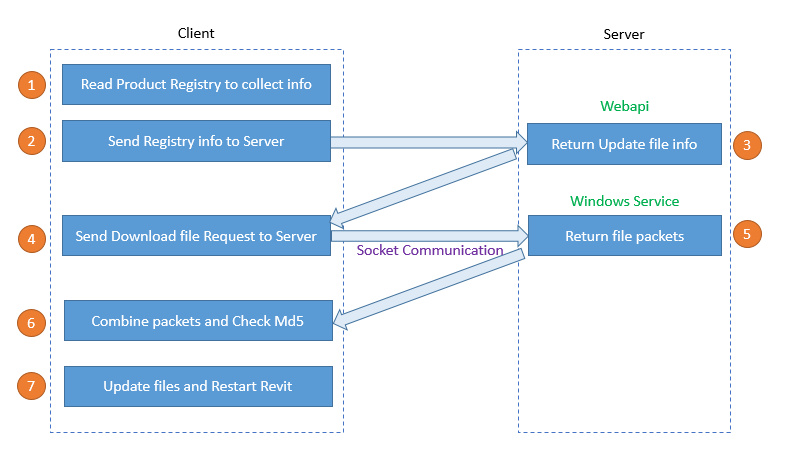 Client
Server
1
Read Product Registry to collect info
Webapi
2
Send Registry info to Server
Return Update file info
3
Windows Service
4
Send Download file Request to Server
Return file packets
5
Socket Communication
6
Combine packets and Check Md5
7
Update files and Restart Revit